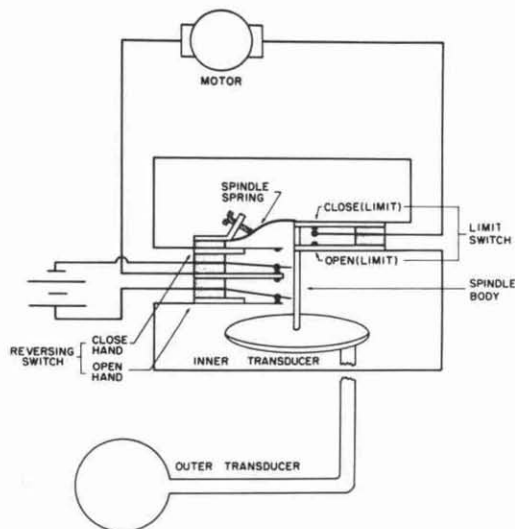 MOTOR
SPINDLE
SPRING
CLOSE(LIMIT)
LIMIT
SWITCH
OPEN(LIMIT)
SPINDLE
BODY
REVERSING
SWITCH
CLOSE
HAND
OPEN
HAND
INNER TRANSDUCER
OUTER TRANSDUCER